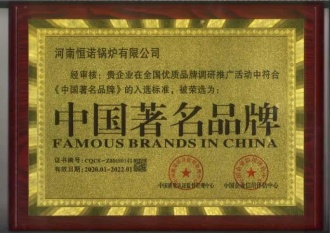 河南恒诺锅炉有限公司
经审核：贵企业在全国优质品牌调研推广活动中符合
《中国著名品牌》的入选标准，被荣选为：
中国著名品牌
FAMOUS BRANDS IN CHINA
证书编号：
有效日期：2020.01-2023.01